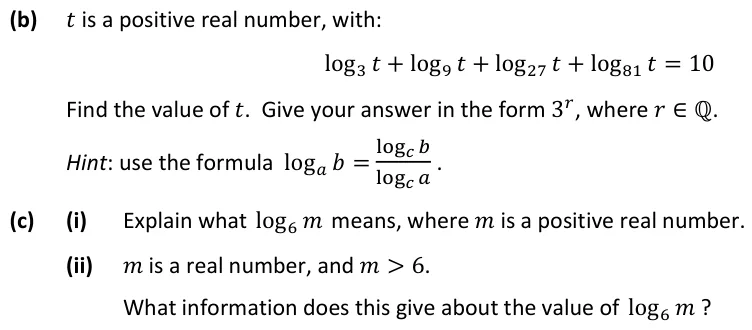 (b) t is a positive real number, with:
log₃ t + log₉ t + log₂₇ t + log₈₁ t = 10
Find the value of t. Give your answer in the form 3ʳ, where r ∈ ℚ.
Hint: use the formula logₐ b = log_c b / log_c a .
(c) (i) Explain what log₆ m means, where m is a positive real number.
(ii) m is a real number, and m > 6.
What information does this give about the value of log₆ m ?